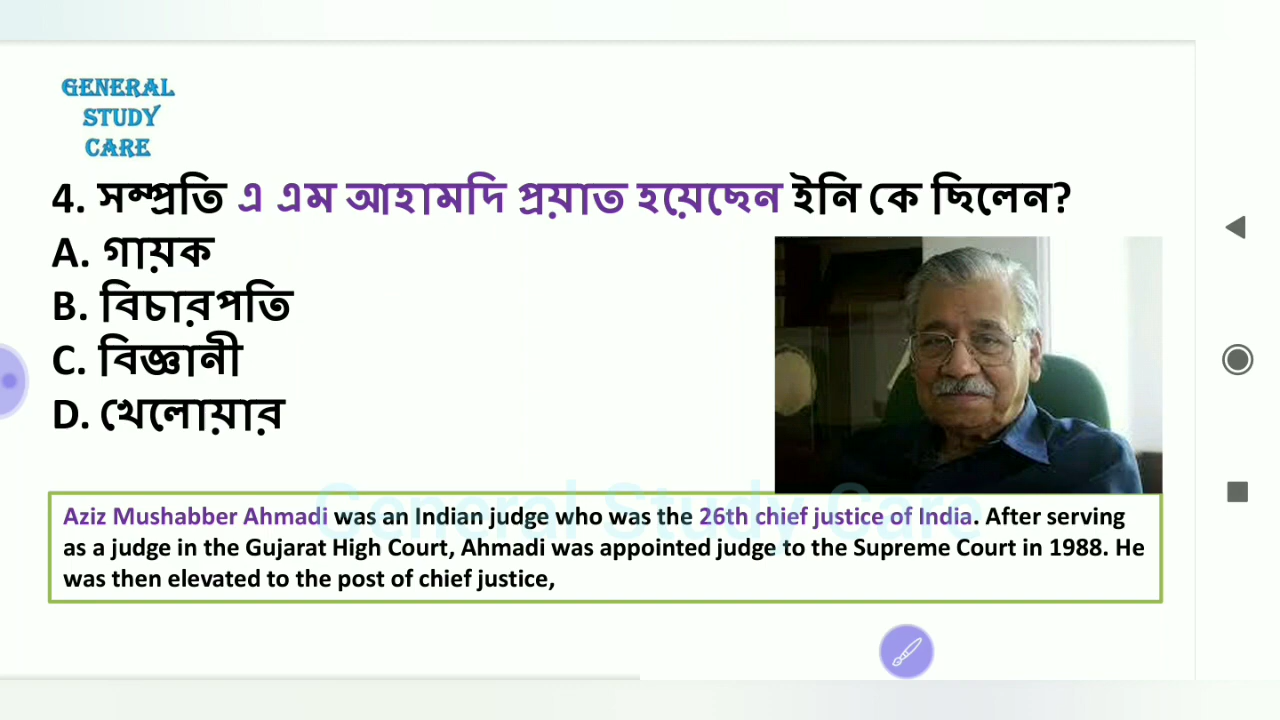 GENERAL
STUDY
CARE
4. সম্প্রতি এ এম আহামদি প্রয়াত হয়েছেন ইনি কে ছিলেন?
A. গায়ক
B. বিচারপতি
C. বিজ্ঞানী
D. খেলোয়ার
General Study Care
Aziz Mushabber Ahmadi was an Indian judge who was the 26th chief justice of India. After serving
as a judge in the Gujarat High Court, Ahmadi was appointed judge to the Supreme Court in 1988. He
was then elevated to the post of chief justice,